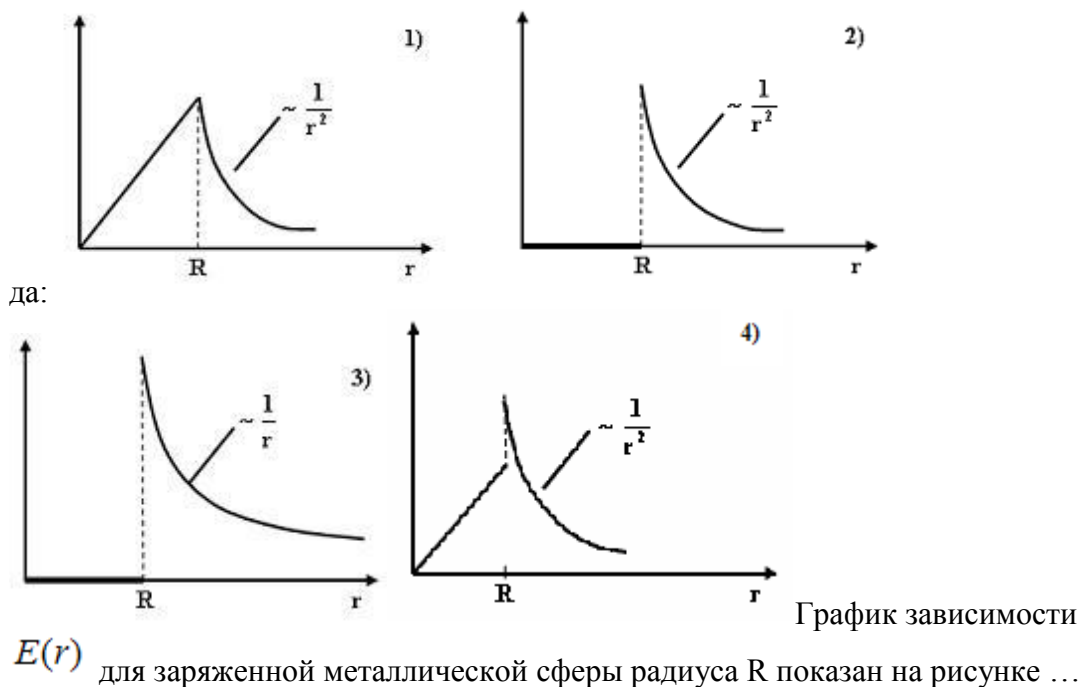 1)
~ 1/r²
R r
2)
~ 1/r²
R r
да:
3)
~ 1/r
R r
4)
~ 1/r²
R r
График зависимости
E(r) для заряженной металлической сферы радиуса R показан на рисунке …